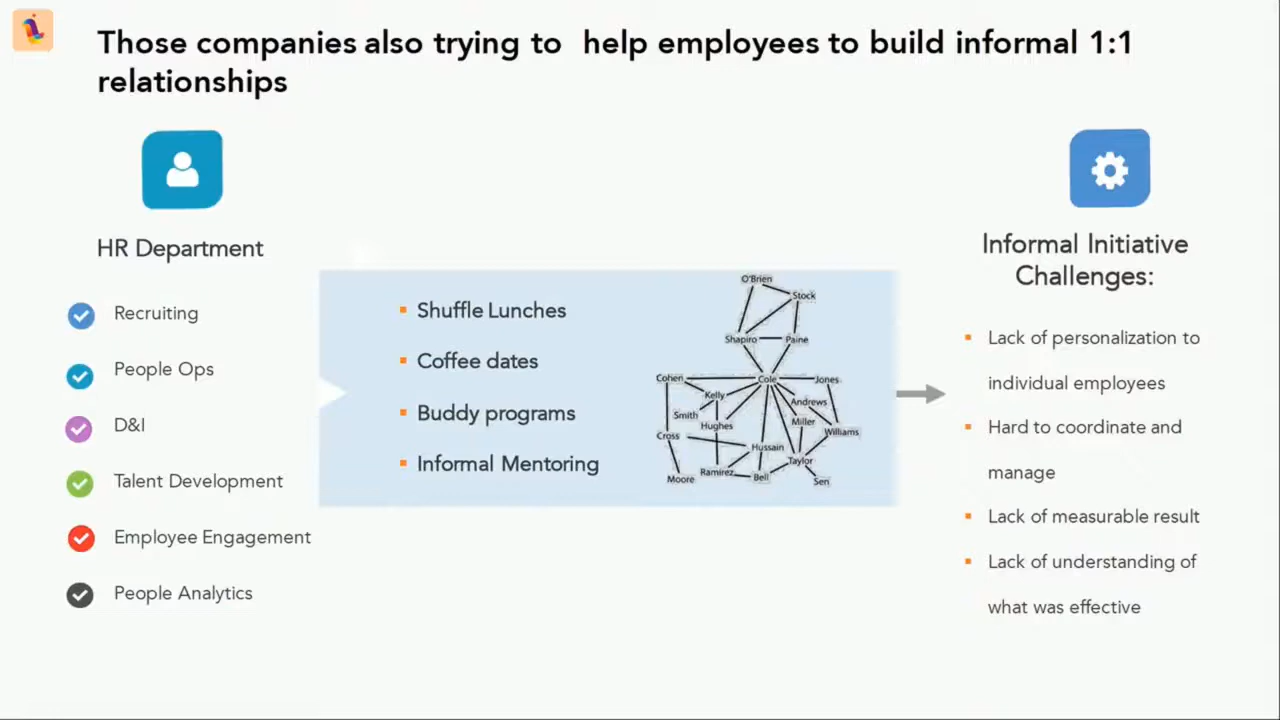 Those companies also trying to  help employees to build informal 1:1
relationships
HR Department
Recruiting
People Ops
D&I
Talent Development
Employee Engagement
People Analytics
Shuffle Lunches
Coffee dates
Buddy programs
Informal Mentoring
O'Brien
Stock
Shapiro
Paine
Cohen
Cole
Jones
Kelly
Andrews
Smith
Hughes
Miller
Cross
Williams
Hussain
Taylor
Moore
Ramirez
Bell
Sen
Informal Initiative
Challenges:
Lack of personalization to
individual employees
Hard to coordinate and
manage
Lack of measurable result
Lack of understanding of
what was effective